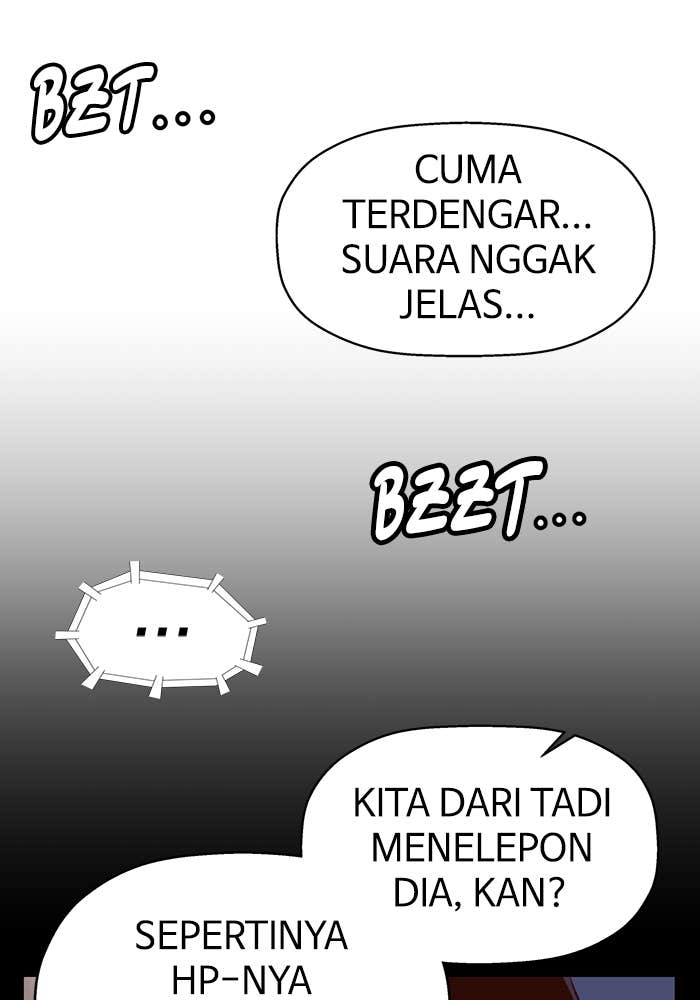 BZT...
CUMA
TERDENGAR...
SUARA NGGAK
JELAS...
BZZT...
...
KITA DARI TADI
MENELEPON
DIA, KAN?
SEPERTINYA
HP-NYA